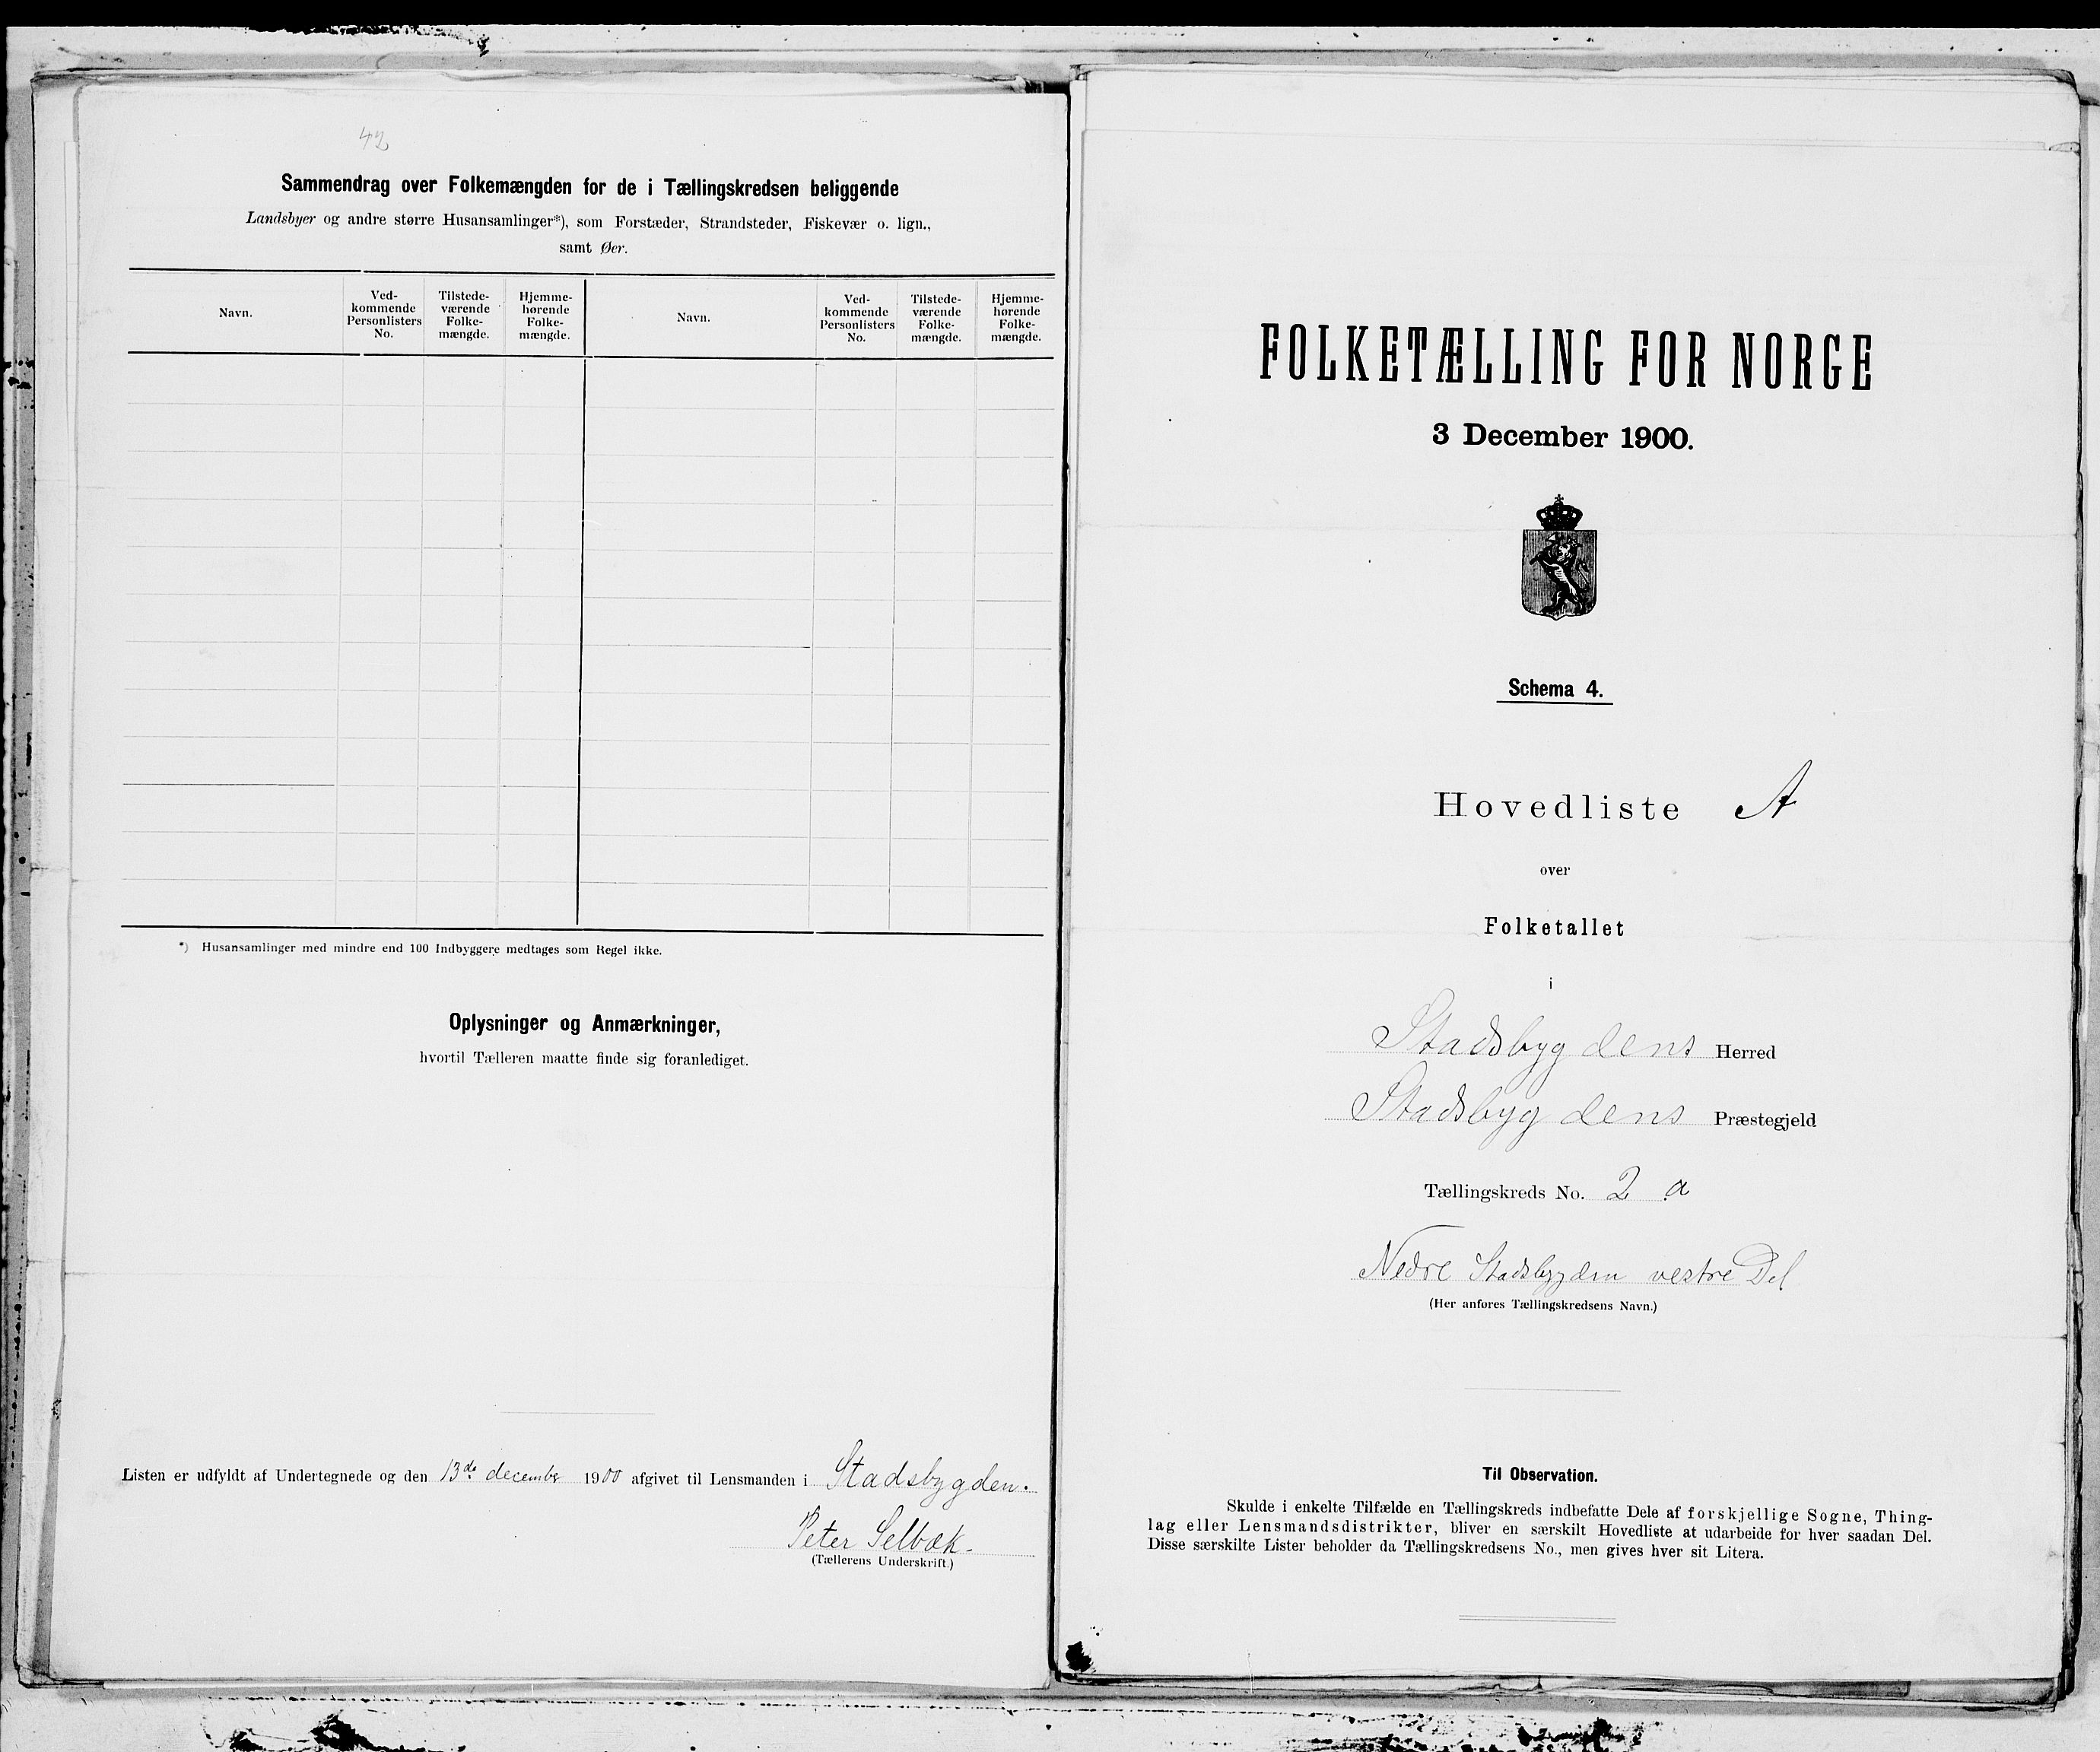 42
Sammendrag over Folkemængden for de i Tællingskredsen beliggende
Landsbyer og andre større Husansamlinger*), som Forstæder, Strandsteder, Fiskevær o. lign.,
samt Øer.
Navn.
Ved-
kommende
Personlisters
No.
Tilstede-
værende
Folke-
mængde.
Hjemme-
hørende
Folke-
mængde.
Navn.
Ved-
kommende
Personlisters
No.
Tilstede-
værende
Folke-
mængde.
Hjemme-
hørende
Folke-
mængde.
*) Husansamlinger med mindre end 100 Indbyggere medtages som Regel ikke.
Oplysninger og Anmærkninger,
hvortil Tælleren maatte finde sig foranlediget.
Listen er udfyldt af Undertegnede og den 13de decembr 1900 afgivet til Lensmanden i Stadsbygden.
Peter Selbæk.
(Tællerens Underskrift.)
FOLKETÆLLING FOR NORGE
3 December 1900.
Schema 4.
Hovedliste A
over
Folketallet
i
Stadsbygdens Herred
Stadsbygdens Præstegjeld
Tællingskreds No. 2 a
Nedre Stadsbygden vestre Del
(Her anføres Tællingskredsens Navn.)
Til Observation.
Skulde i enkelte Tilfælde en Tællingskreds indbefatte Dele af forskjellige Sogne, Thing-
lag eller Lensmandsdistrikter, bliver en særskilt Hovedliste at udarbeide for hver saadan Del.
Disse særskilte Lister beholder da Tællingskredsens No., men gives hver sit Litera.